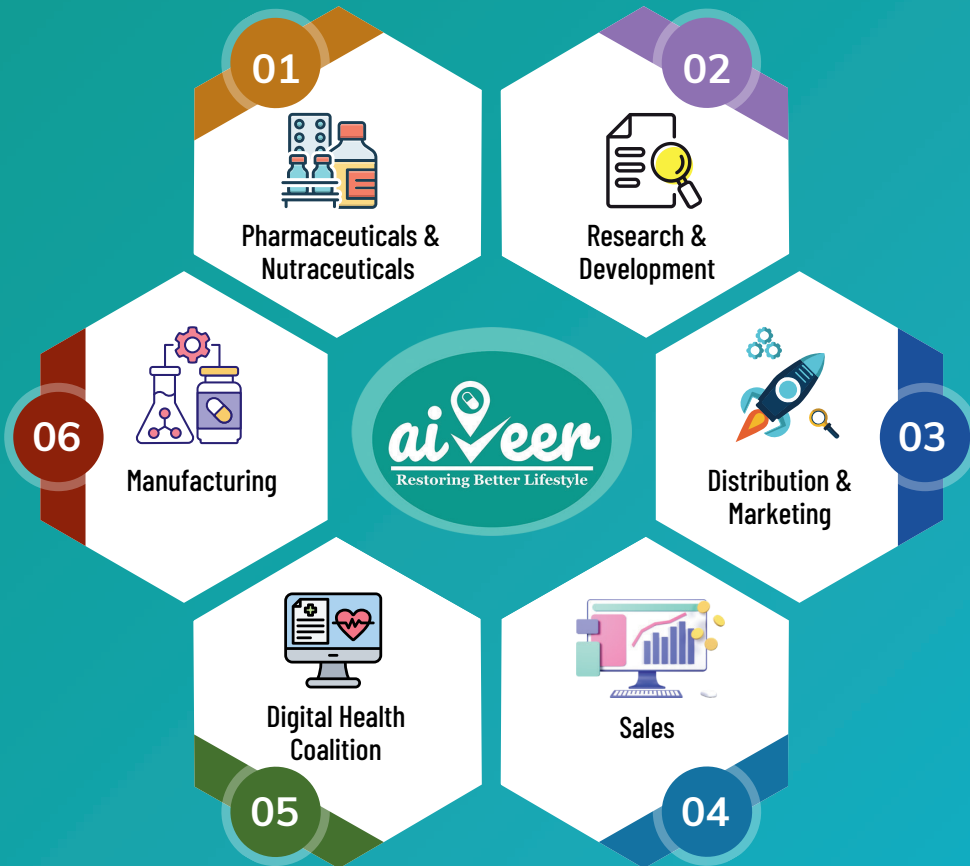 01
Pharmaceuticals &
Nutraceuticals
02
Research &
Development
03
Distribution &
Marketing
04
Sales
05
Digital Health
Coalition
06
Manufacturing
aiveer
Restoring Better Lifestyle